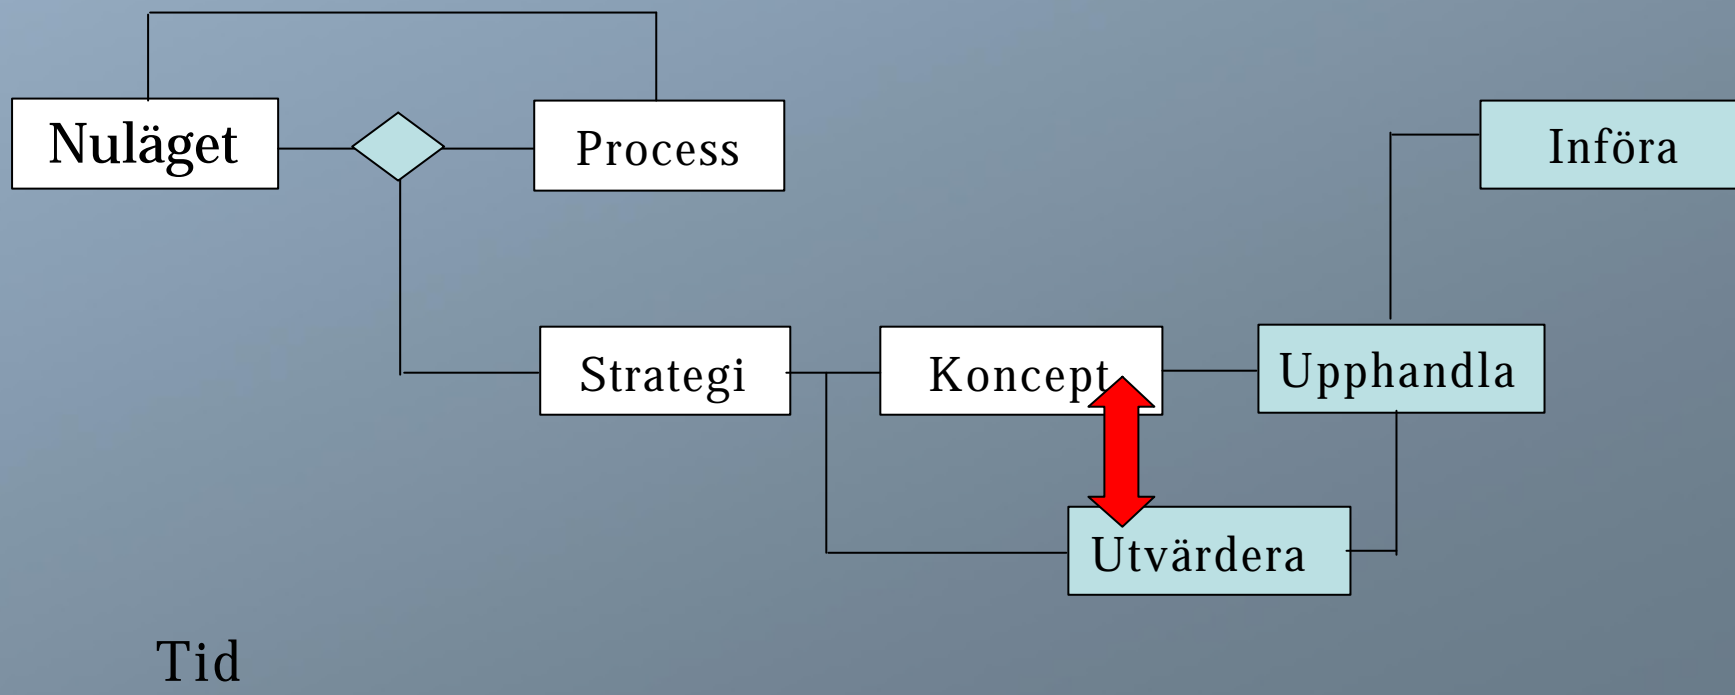 Nuläget
Process
Införa
Strategi
Koncept
Upphandla
Utvärdera
Tid